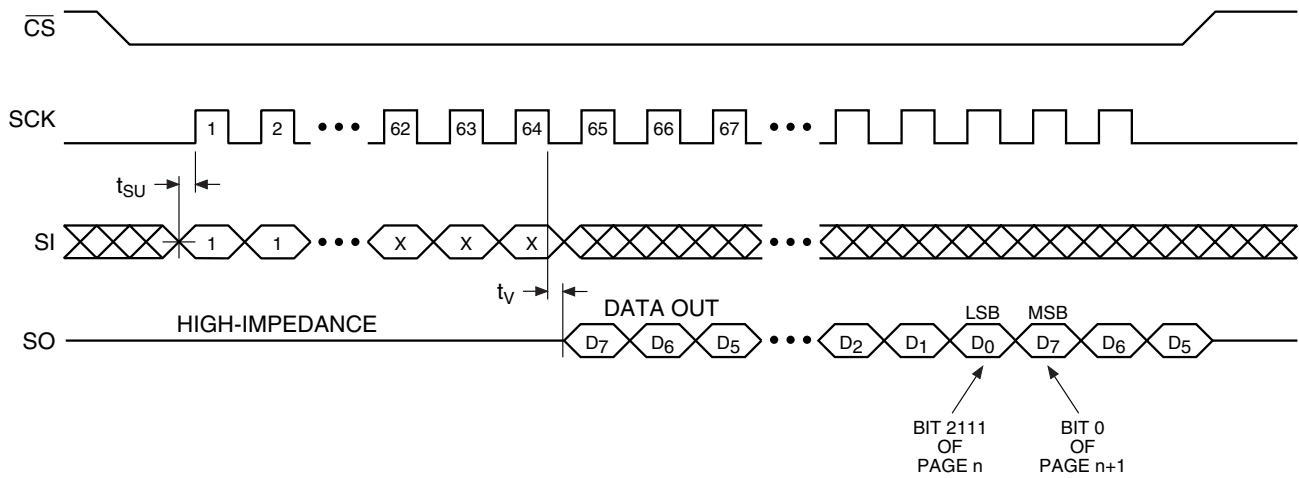 CS
SCK 1 2 ••• 62 63 64 65 66 67 •••
tSU
SI 1 1 ••• X X X •••
tV
HIGH-IMPEDANCE DATA OUT LSB MSB
SO D7 D6 D5 ••• D2 D1 D0 D7 D6 D5
BIT 2111 BIT 0
OF OF
PAGE n PAGE n+1